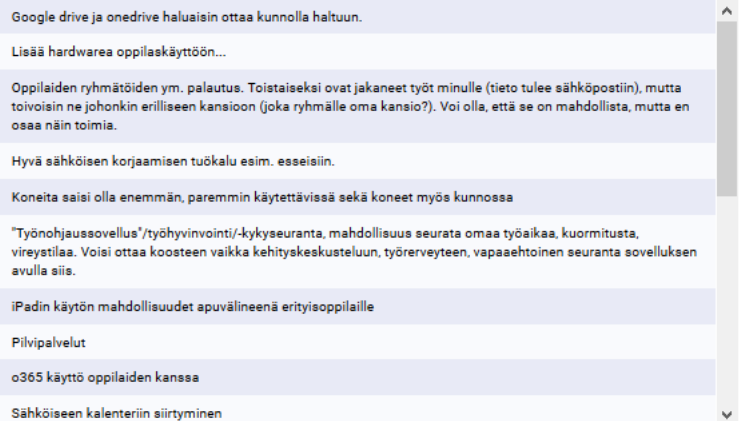 Google drive ja onedrive haluaisin ottaa kunnolla haltuun.
Lisää hardwarea oppilaskäyttöön...
Oppilaiden ryhmätöiden ym. palautus. Toistaiseksi ovat jakaneet työt minulle (tieto tulee sähköpostiin), mutta
toivoisin ne johonkin erilliseen kansioon (joka ryhmälle oma kansio?). Voi olla, että se on mahdollista, mutta en
osaa näin toimia.
Hyvä sähköisen korjaamisen tuökalu esim. esseisiin.
Koneita saisi olla enemmän, paremmin käytettävissä sekä koneet myös kunnossa
"Työnohjaussovellus"/työhyvinvointi/-kykyseuranta, mahdollisuus seurata omaa työaikaa, kuormitusta,
vireystilaa. Voisi ottaa koosteen vaikka kehityskeskusteluun, työrerveyteen, vapaaehtoinen seuranta sovelluksen
avulla siis.
iPadin käytön mahdollisuudet apuvälineenä erityisoppilaille
Pilvipalvelut
o365 käyttö oppilaiden kanssa
Sähköiseen kalenteriin siirtyminen